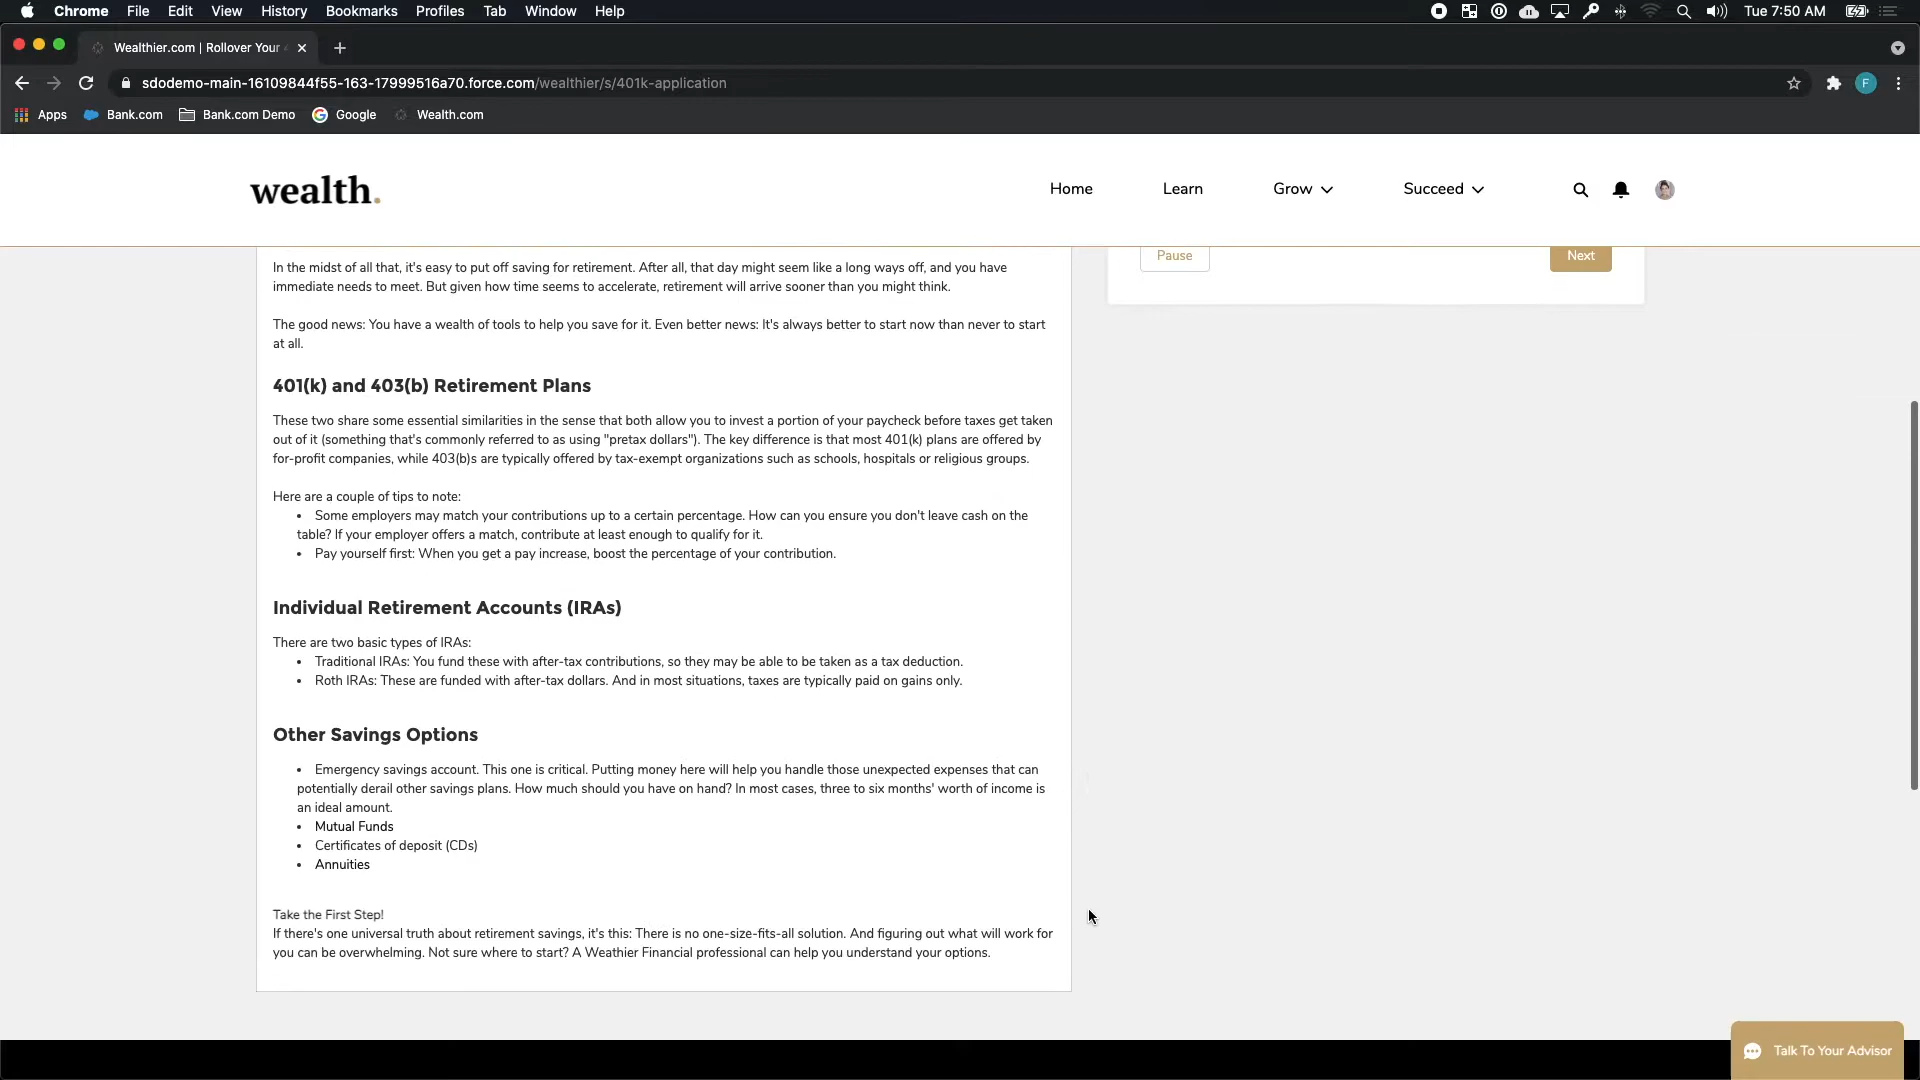 Chrome File Edit View History Bookmarks Profiles Tab Window Help Tue 7:50 AM
Wealthier.com | Rollover Your
sdodemo-main-16109844f55-163-17999516a70.force.com/wealthier/s/401k-application
F
Apps Bank.com Bank.com Demo Google Wealth.com
wealth.
Home Learn Grow Succeed
Pause Next
In the midst of all that, it's easy to put off saving for retirement. After all, that day might seem like a long ways off, and you have
immediate needs to meet. But given how time seems to accelerate, retirement will arrive sooner than you might think.
The good news: You have a wealth of tools to help you save for it. Even better news: It's always better to start now than never to start
at all.
401(k) and 403(b) Retirement Plans
These two share some essential similarities in the sense that both allow you to invest a portion of your paycheck before taxes get taken
out of it (something that's commonly referred to as using "pretax dollars"). The key difference is that most 401(k) plans are offered by
for-profit companies, while 403(b)s are typically offered by tax-exempt organizations such as schools, hospitals or religious groups.
Here are a couple of tips to note:
• Some employers may match your contributions up to a certain percentage. How can you ensure you don't leave cash on the
table? If your employer offers a match, contribute at least enough to qualify for it.
• Pay yourself first: When you get a pay increase, boost the percentage of your contribution.
Individual Retirement Accounts (IRAs)
There are two basic types of IRAs:
• Traditional IRAs: You fund these with after-tax contributions, so they may be able to be taken as a tax deduction.
• Roth IRAs: These are funded with after-tax dollars. And in most situations, taxes are typically paid on gains only.
Other Savings Options
• Emergency savings account. This one is critical. Putting money here will help you handle those unexpected expenses that can
potentially derail other savings plans. How much should you have on hand? In most cases, three to six months' worth of income is
an ideal amount.
• Mutual Funds
• Certificates of deposit (CDs)
• Annuities
Take the First Step!
If there's one universal truth about retirement savings, it's this: There is no one-size-fits-all solution. And figuring out what will work for
you can be overwhelming. Not sure where to start? A Weathier Financial professional can help you understand your options.
Talk To Your Advisor